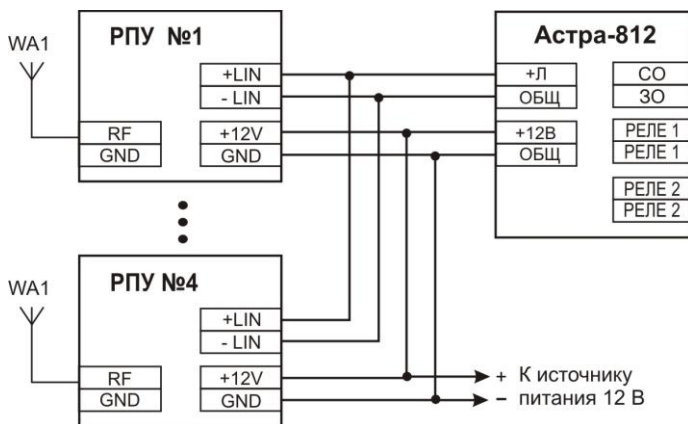 WA1
РПУ №1
+LIN
- LIN
RF
+12V
GND
GND
Астра-812
+Л
СО
ОБЩ
ЗО
+12В
РЕЛЕ 1
ОБЩ
РЕЛЕ 1
РЕЛЕ 2
РЕЛЕ 2
WA1
РПУ №4
+LIN
- LIN
RF
+12V
GND
GND
+ К источнику
– питания 12 В